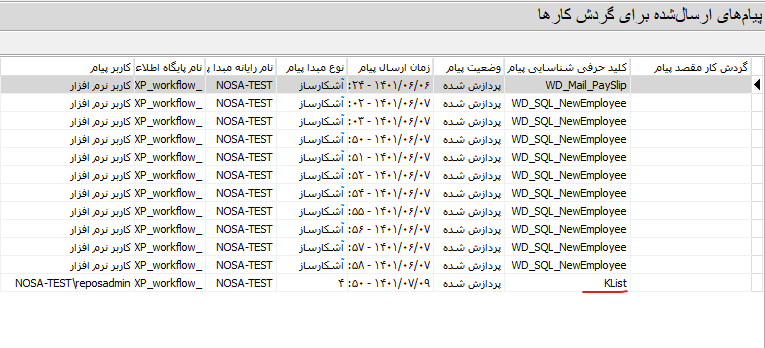 پیام‌های ارسال‌شده برای گردش کارها
گردش کار مقصد پیام کلید حرفی شناسایی پیام وضعیت پیام زمان ارسال پیام نوع مبدا پیام نام رایانه مبدا پ نام پایگاه اطلاع کاربر پیام
WD_Mail_PaySlip پردازش شده ۱۴۰۱/۰۶/۰۶ - ۲۴: آشکارساز NOSA-TEST XP_workflow_ کاربر نرم افزار
WD_SQL_NewEmployee پردازش شده ۱۴۰۱/۰۶/۰۷ - ۰۲: آشکارساز NOSA-TEST XP_workflow_ کاربر نرم افزار
WD_SQL_NewEmployee پردازش شده ۱۴۰۱/۰۶/۰۷ - ۰۳: آشکارساز NOSA-TEST XP_workflow_ کاربر نرم افزار
WD_SQL_NewEmployee پردازش شده ۱۴۰۱/۰۶/۰۷ - ۵۰: آشکارساز NOSA-TEST XP_workflow_ کاربر نرم افزار
WD_SQL_NewEmployee پردازش شده ۱۴۰۱/۰۶/۰۷ - ۵۱: آشکارساز NOSA-TEST XP_workflow_ کاربر نرم افزار
WD_SQL_NewEmployee پردازش شده ۱۴۰۱/۰۶/۰۷ - ۵۲: آشکارساز NOSA-TEST XP_workflow_ کاربر نرم افزار
WD_SQL_NewEmployee پردازش شده ۱۴۰۱/۰۶/۰۷ - ۵۴: آشکارساز NOSA-TEST XP_workflow_ کاربر نرم افزار
WD_SQL_NewEmployee پردازش شده ۱۴۰۱/۰۶/۰۷ - ۵۵: آشکارساز NOSA-TEST XP_workflow_ کاربر نرم افزار
WD_SQL_NewEmployee پردازش شده ۱۴۰۱/۰۶/۰۷ - ۵۶: آشکارساز NOSA-TEST XP_workflow_ کاربر نرم افزار
WD_SQL_NewEmployee پردازش شده ۱۴۰۱/۰۶/۰۷ - ۵۷: آشکارساز NOSA-TEST XP_workflow_ کاربر نرم افزار
WD_SQL_NewEmployee پردازش شده ۱۴۰۱/۰۶/۰۷ - ۵۸: آشکارساز NOSA-TEST XP_workflow_ کاربر نرم افزار
KList پردازش شده ۱۴۰۱/۰۷/۰۹ - ۵۰: ۴ NOSA-TEST XP_workflow_ NOSA-TEST\reposadmin